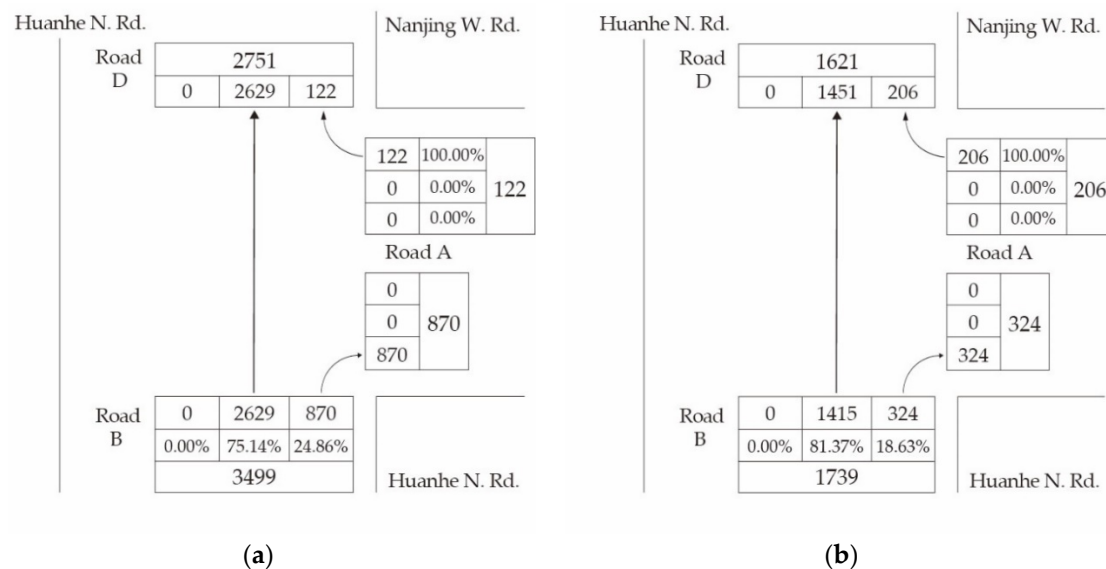 Huanhe N. Rd.
Nanjing W. Rd.
Road
D
2751
0 2629 122
122 100.00%
0 0.00% 122
0 0.00%
Road A
0
0 870
870
Road
B
0 2629 870
0.00% 75.14% 24.86%
3499
Huanhe N. Rd.
(a)
Huanhe N. Rd.
Nanjing W. Rd.
Road
D
1621
0 1451 206
206 100.00%
0 0.00% 206
0 0.00%
Road A
0
0 324
324
Road
B
0 1415 324
0.00% 81.37% 18.63%
1739
Huanhe N. Rd.
(b)